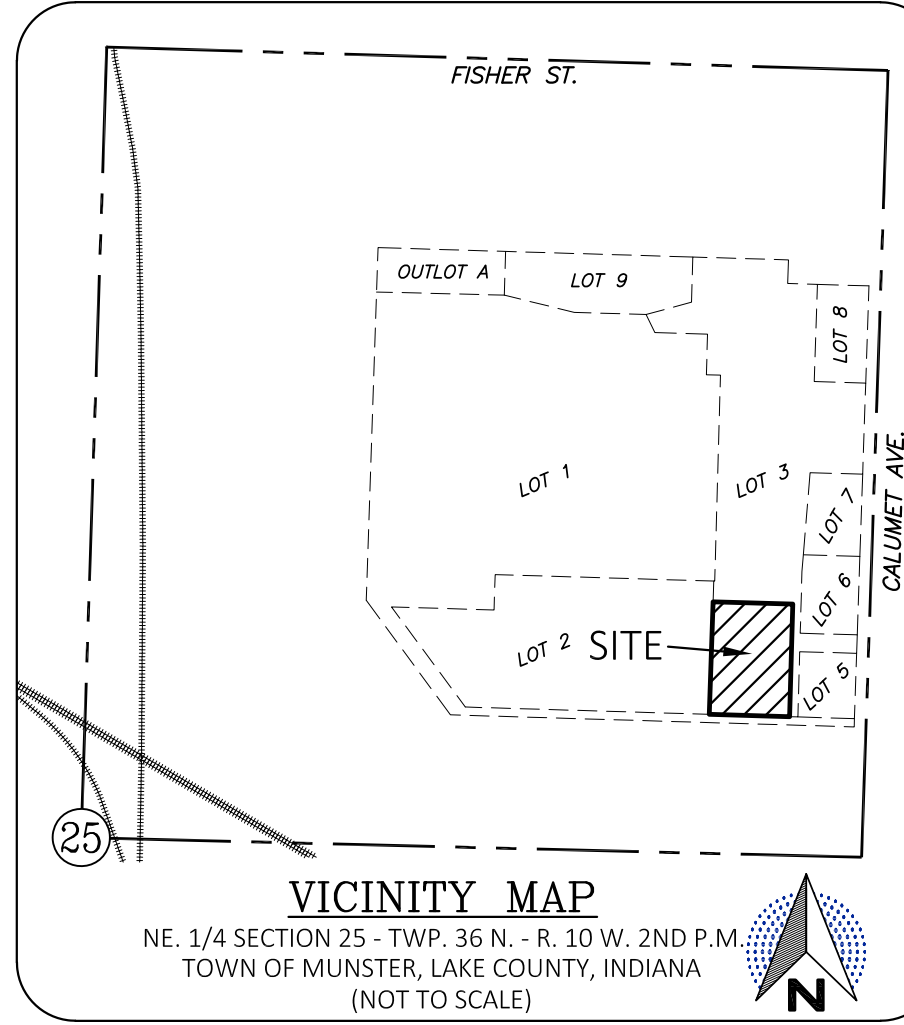 FISHER ST.
OUTLOT A
LOT 9
LOT 8
LOT 1
LOT 3
CALUMET AVE.
LOT 7
LOT 6
LOT 2
SITE
LOT 5
25
VICINITY MAP
NE. 1/4 SECTION 25 - TWP. 36 N. - R. 10 W. 2ND P.M.
TOWN OF MUNSTER, LAKE COUNTY, INDIANA
(NOT TO SCALE)
N